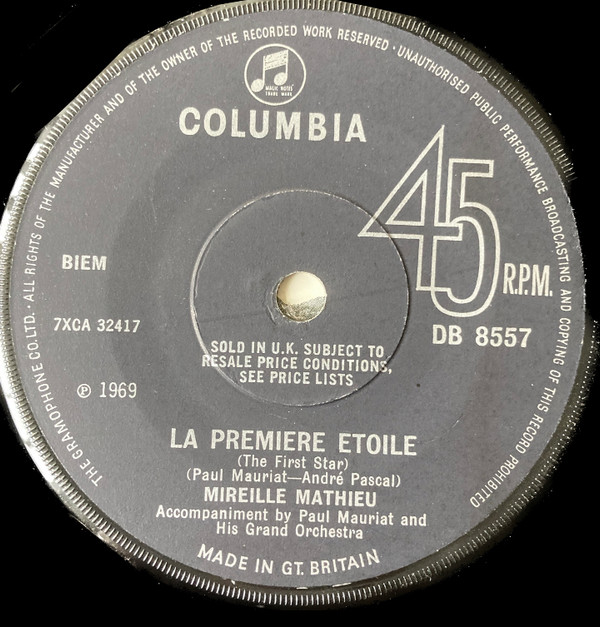 THE GRAMOPHONE CO. LTD. · ALL RIGHTS OF THE MANUFACTURER AND OF THE OWNER OF THE RECORDED WORK RESERVED · UNAUTHORISED PUBLIC PERFORMANCE BROADCASTING AND COPYING OF THIS RECORD PROHIBITED
MAGIC NOTES
TRADE MARK
COLUMBIA
45
R.P.M.
BIEM
DB 8557
7XCA 32417
SOLD IN U.K. SUBJECT TO
RESALE PRICE CONDITIONS,
SEE PRICE LISTS
℗ 1969
LA PREMIERE ETOILE
(The First Star)
(Paul Mauriat—André Pascal)
MIREILLE MATHIEU
Accompaniment by Paul Mauriat and
His Grand Orchestra
MADE IN GT. BRITAIN